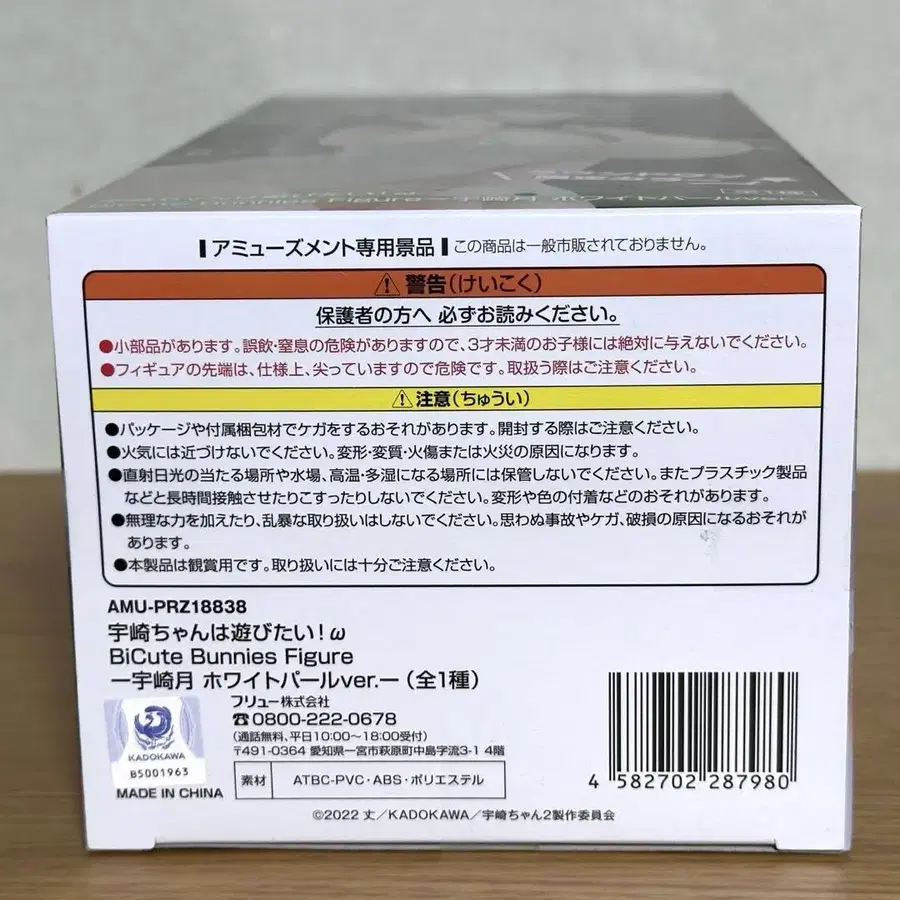 BiCute Bunnies Figure ー宇崎月 ホワイトパールver.ー
アミューズメント専用景品 この商品は一般市販されておりません。
⚠警告(けいこく)
保護者の方へ 必ずお読みください。
●小部品があります。誤飲・窒息の危険がありますので、3才未満のお子様には絶対に与えないでください。
●フィギュアの先端は、仕様上、尖っていますので危険です。取扱う際はご注意ください。
⚠注意(ちゅうい)
●パッケージや付属梱包材でケガをするおそれがあります。開封する際はご注意ください。
●火気には近づけないでください。変形・変質・火傷または火災の原因になります。
●直射日光の当たる場所や水場、高温・多湿になる場所には保管しないでください。またプラスチック製品
などと長時間接触させたりこすったりしないでください。変形や色の付着などのおそれがあります。
●無理な力を加えたり、乱暴な取り扱いはしないでください。思わぬ事故やケガ、破損の原因になるおそれが
あります。
●本製品は観賞用です。取り扱いには十分ご注意ください。
AMU-PRZ18838
宇崎ちゃんは遊びたい!ω
BiCute Bunnies Figure
ー宇崎月 ホワイトパールver.ー(全1種)
フリュー株式会社
☎0800-222-0678
(通話無料、平日10:00~18:00受付)
〒491-0364 愛知県一宮市萩原町中島字流3-1 4階
KADOKAWA
B5001963
MADE IN CHINA
素材 ATBC-PVC・ABS・ポリエステル
4 582702 287980
©2022 丈/KADOKAWA/宇崎ちゃん2製作委員会